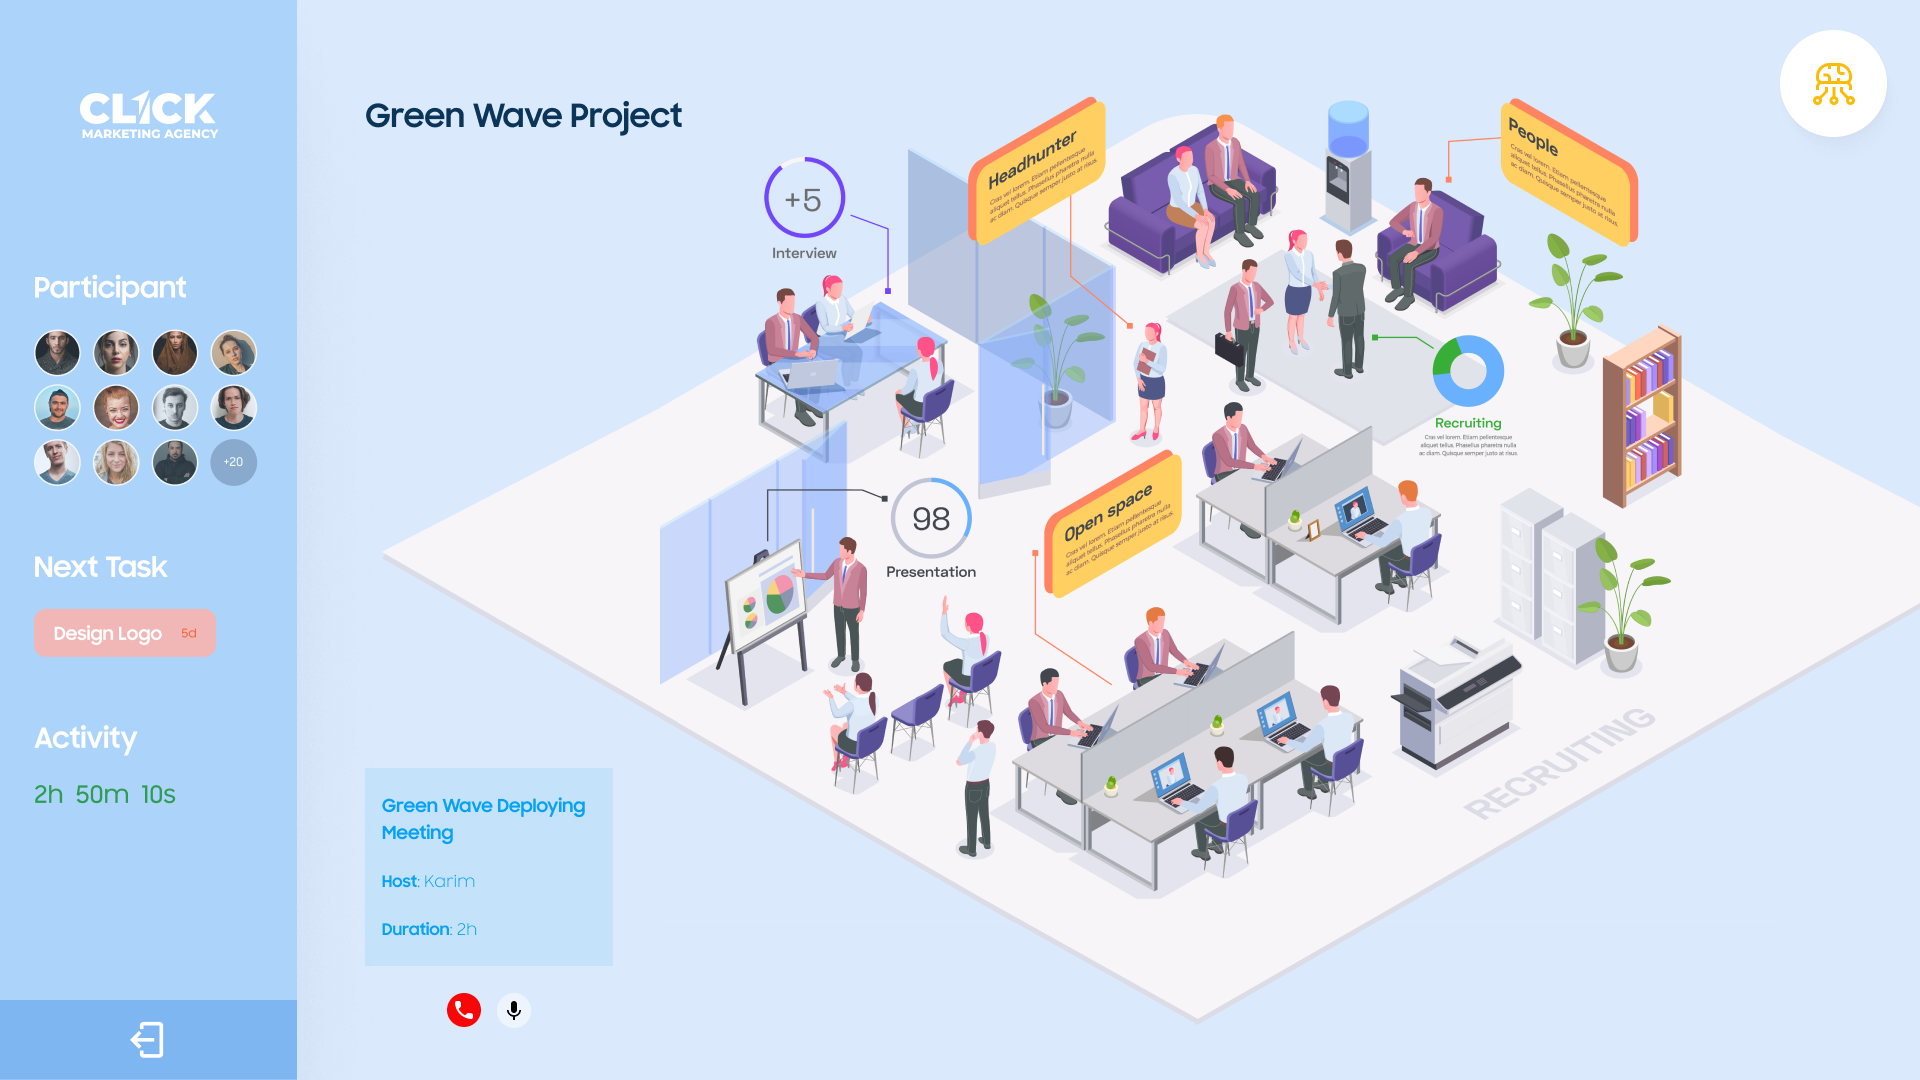 CLICK
MARKETING AGENCY
Participant
+20
Next Task
Design Logo 5d
Activity
2h 50m 10s
Green Wave Project
+5
Interview
Headhunter
Cras vel lorem. Etiam pellentesque
aliquet tellus. Phasellus pharetra nulla
ac diam. Quisque semper justo at risus.
People
Cras vel lorem. Etiam pellentesque
aliquet tellus. Phasellus pharetra nulla
ac diam. Quisque semper justo at risus.
Recruiting
Cras vel lorem. Etiam pellentesque
aliquet tellus. Phasellus pharetra nulla
ac diam. Quisque semper justo at risus.
98
Presentation
Open space
Cras vel lorem. Etiam pellentesque
aliquet tellus. Phasellus pharetra nulla
ac diam. Quisque semper justo at risus.
RECRUITING
Green Wave Deploying
Meeting
Host: Karim
Duration: 2h